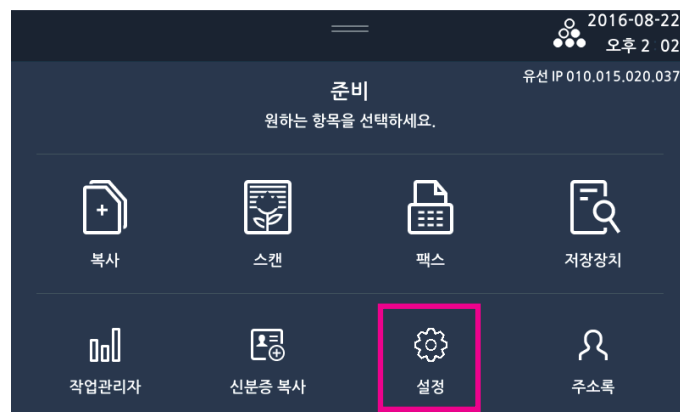 2016-08-22
오후 2 02
유선 IP 010.015.020.037
준비
원하는 항목을 선택하세요.
복사
스캔
팩스
저장장치
작업관리자
신분증 복사
설정
주소록